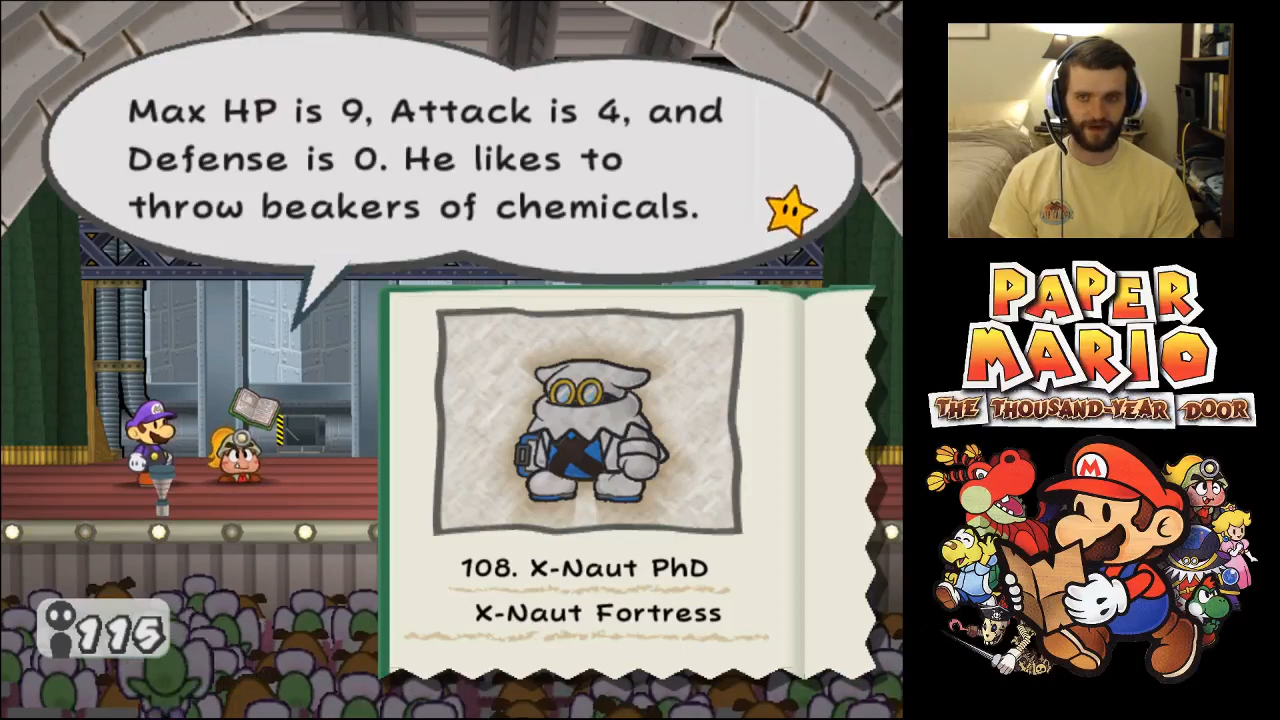 Max HP is 9, Attack is 4, and
Defense is 0. He likes to
throw beakers of chemicals.
108. X-Naut PhD
X-Naut Fortress
115
PAPER
MARIO
THE THOUSAND-YEAR DOOR